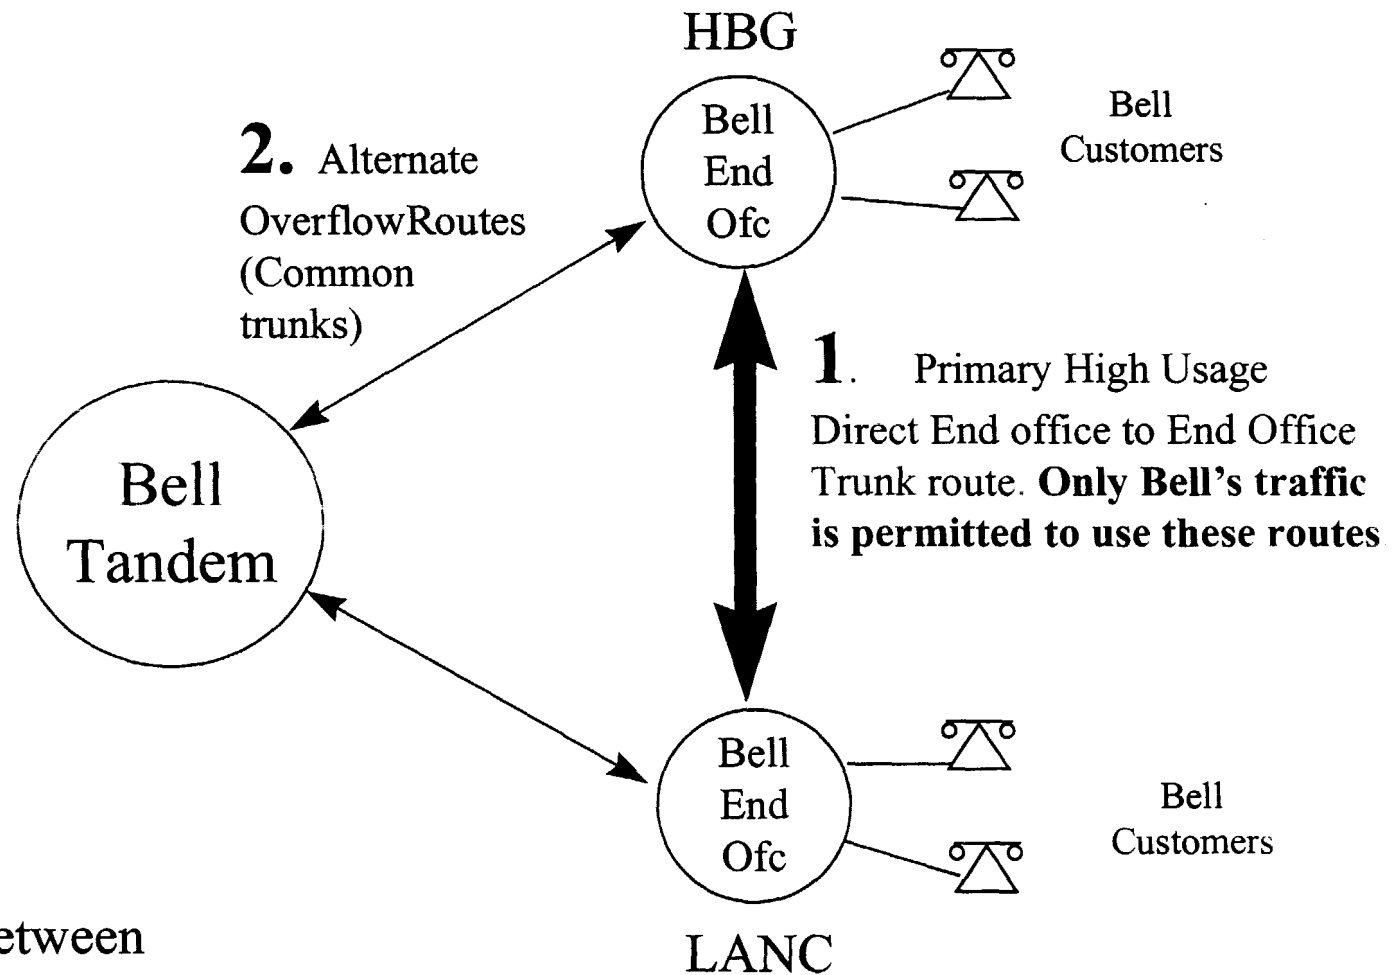 HBG
Bell
End
Ofc
Bell
Customers
2. Alternate
OverflowRoutes
(Common
trunks)
1. Primary High Usage
Direct End office to End Office
Trunk route. Only Bell's traffic
is permitted to use these routes
Bell
Tandem
Bell
End
Ofc
Bell
Customers
LANC